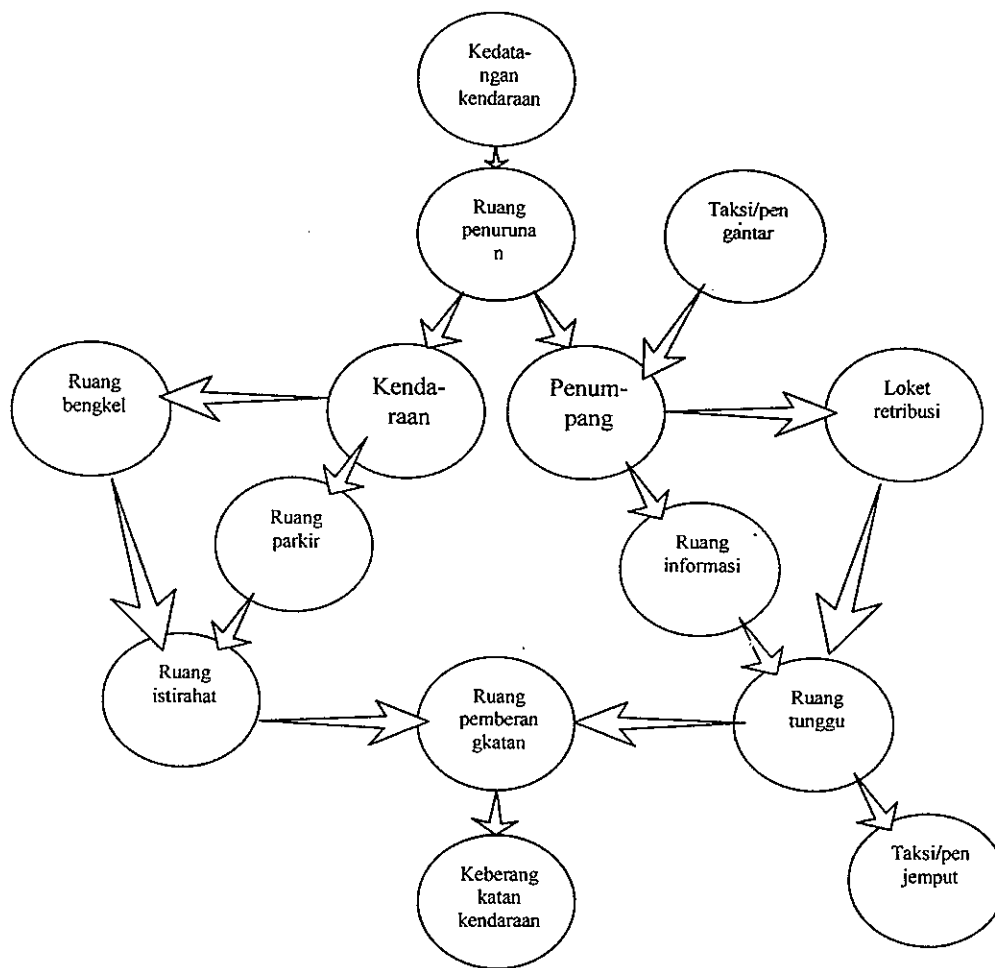 Kedata-
ngan
kendaraan
Ruang
penuruna
n
Taksi/pen
gantar
Ruang
bengkel
Kenda-
raan
Penum-
pang
Loket
retribusi
Ruang
parkir
Ruang
informasi
Ruang
istirahat
Ruang
pemberan
gkatan
Ruang
tunggu
Keberang
katan
kendaraan
Taksi/pen
jemput